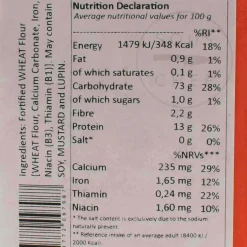 Nutrition Declaration
Average nutritional values for 100 g
%RI**
Energy 1479 kJ/348 Kcal 18%
Fat 0,9 g 1%
of which saturates 0,1 g 1%
Carbohydrate 73 g 28%
of which sugars 1,0 g 1%
Fibre 2,2 g
Protein 13 g 26%
Salt* 0 g 0%
%NRV***
Calcium 235 mg 29%
Iron 1,65 mg 12%
Thiamin 0,24 mg 22%
Niacin 1,60 mg 10%
* The salt content is exclusively due to the sodium
naturally present.
** Reference intake of an average adult (8400 kJ /
2000 Kcal)
Ingredients: Fortified WHEAT Flour
[WHEAT Flour, Calcium Carbonate, Iron,
Niacin (B3), Thiamin (B1)]. May contain
SOY, MUSTARD and LUPIN.